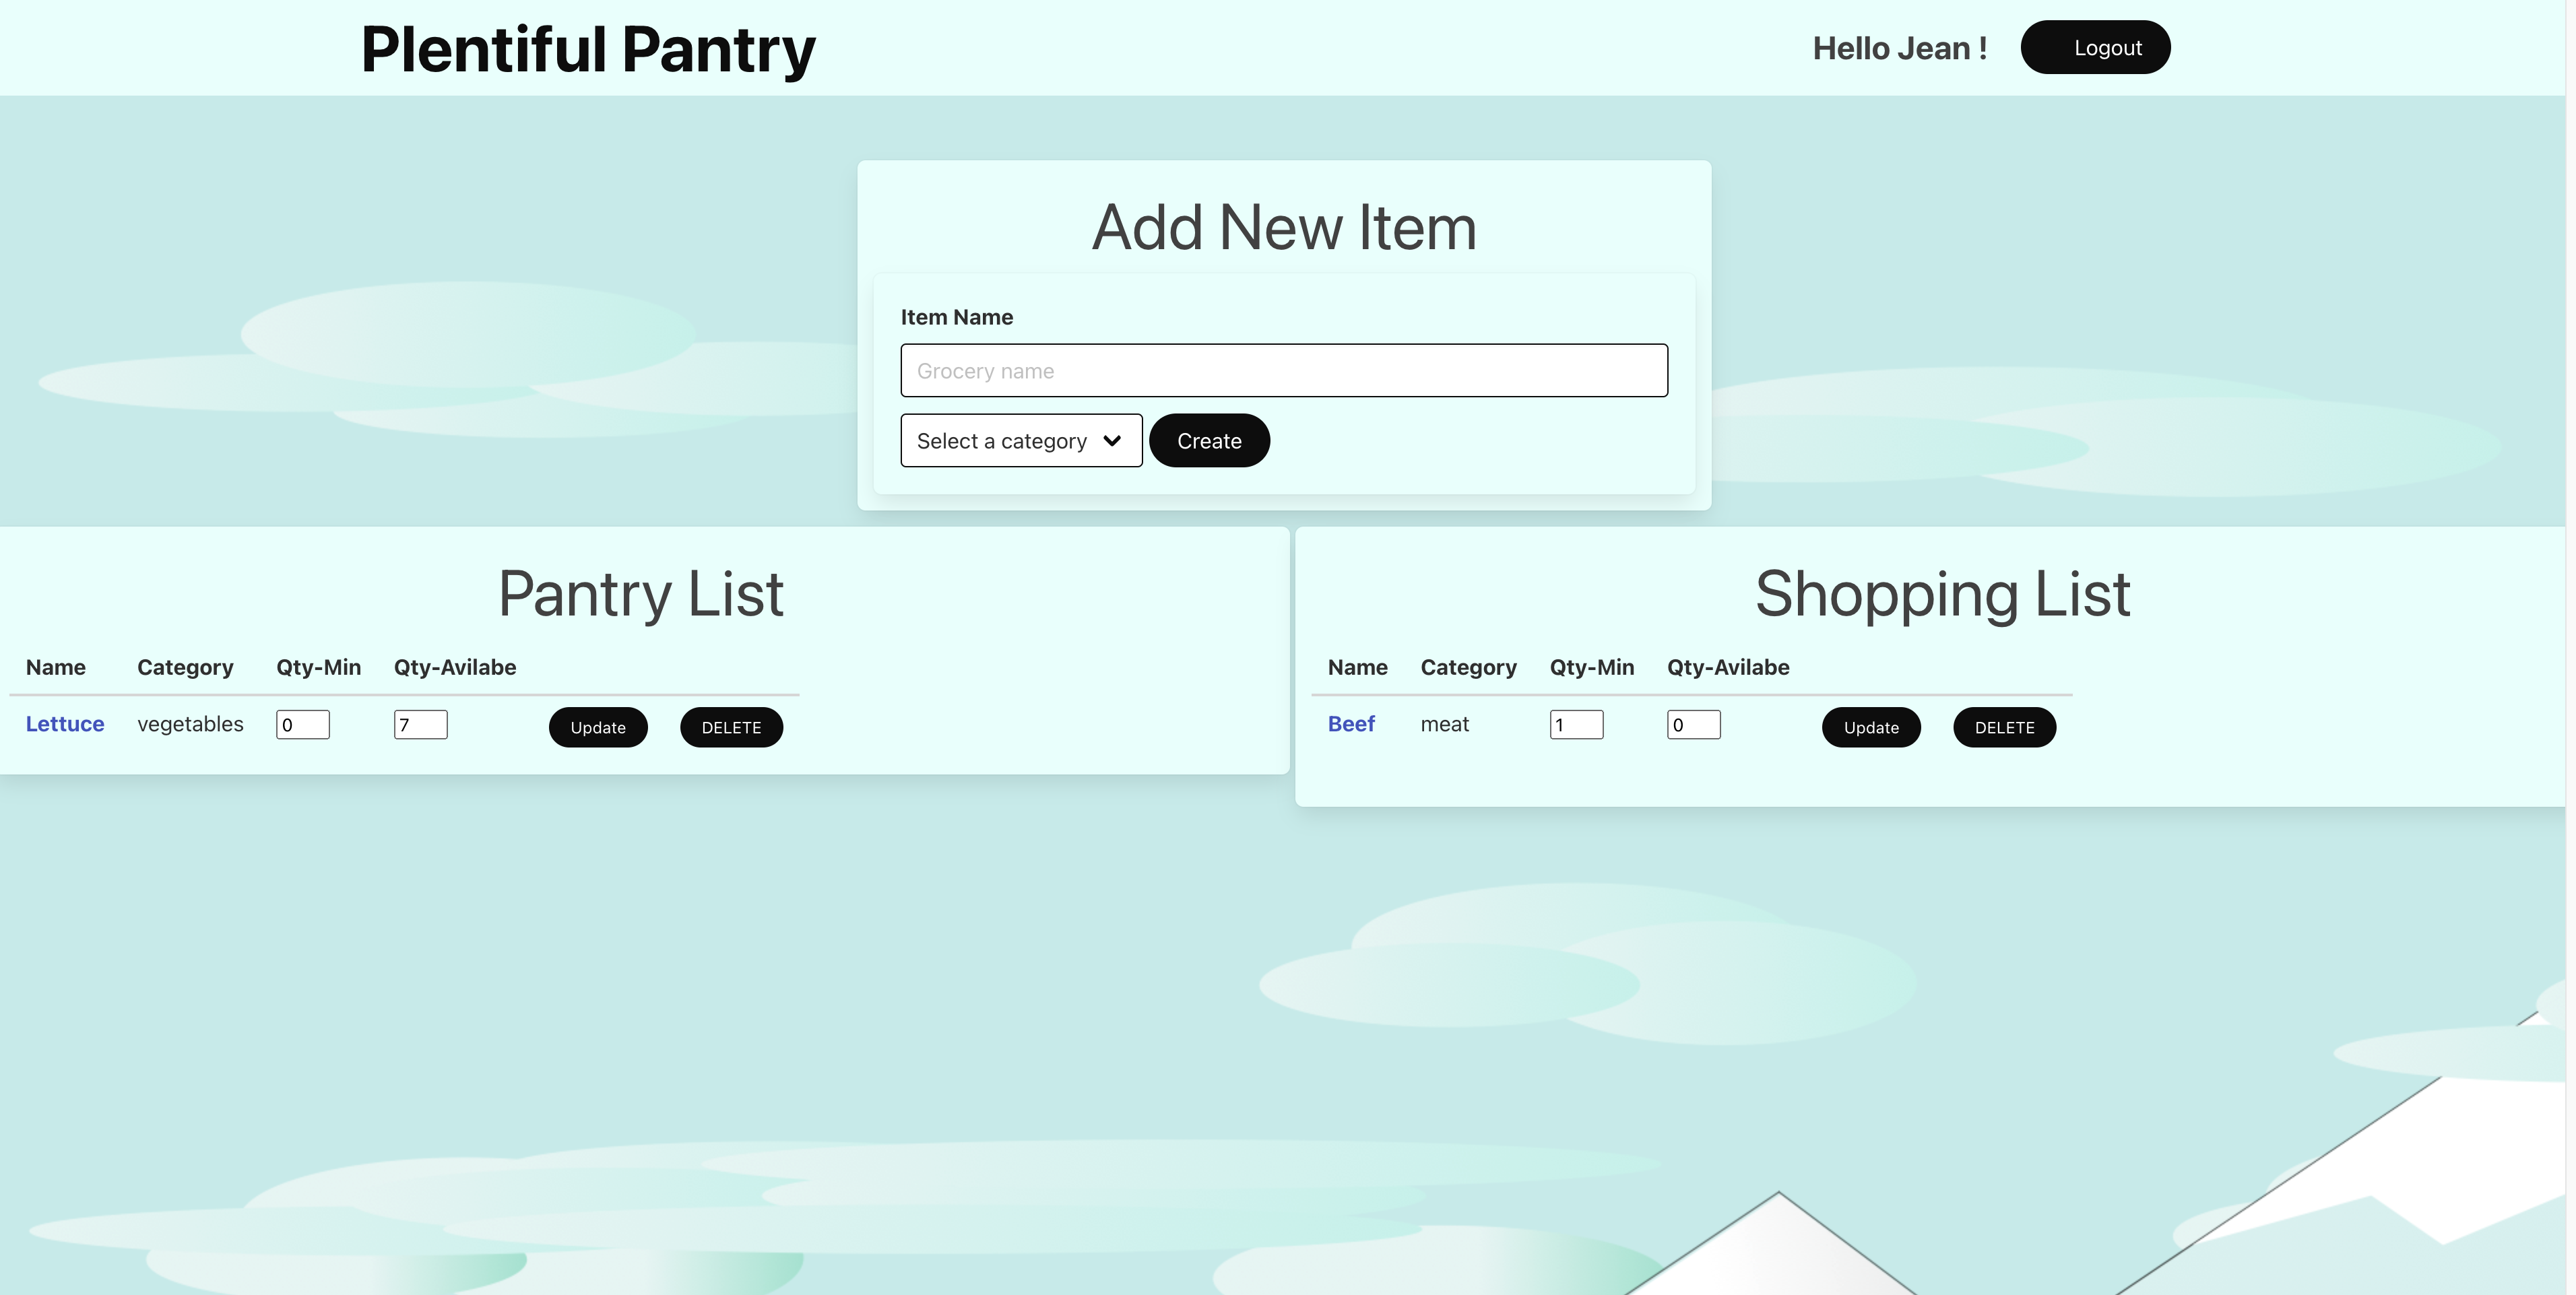 Plentiful Pantry
Hello Jean !
Logout
Add New Item
Item Name
Grocery name
Select a category
Create
Pantry List
Name Category Qty-Min Qty-Avilabe
Lettuce vegetables 0 7 Update DELETE
Shopping List
Name Category Qty-Min Qty-Avilabe
Beef meat 1 0 Update DELETE